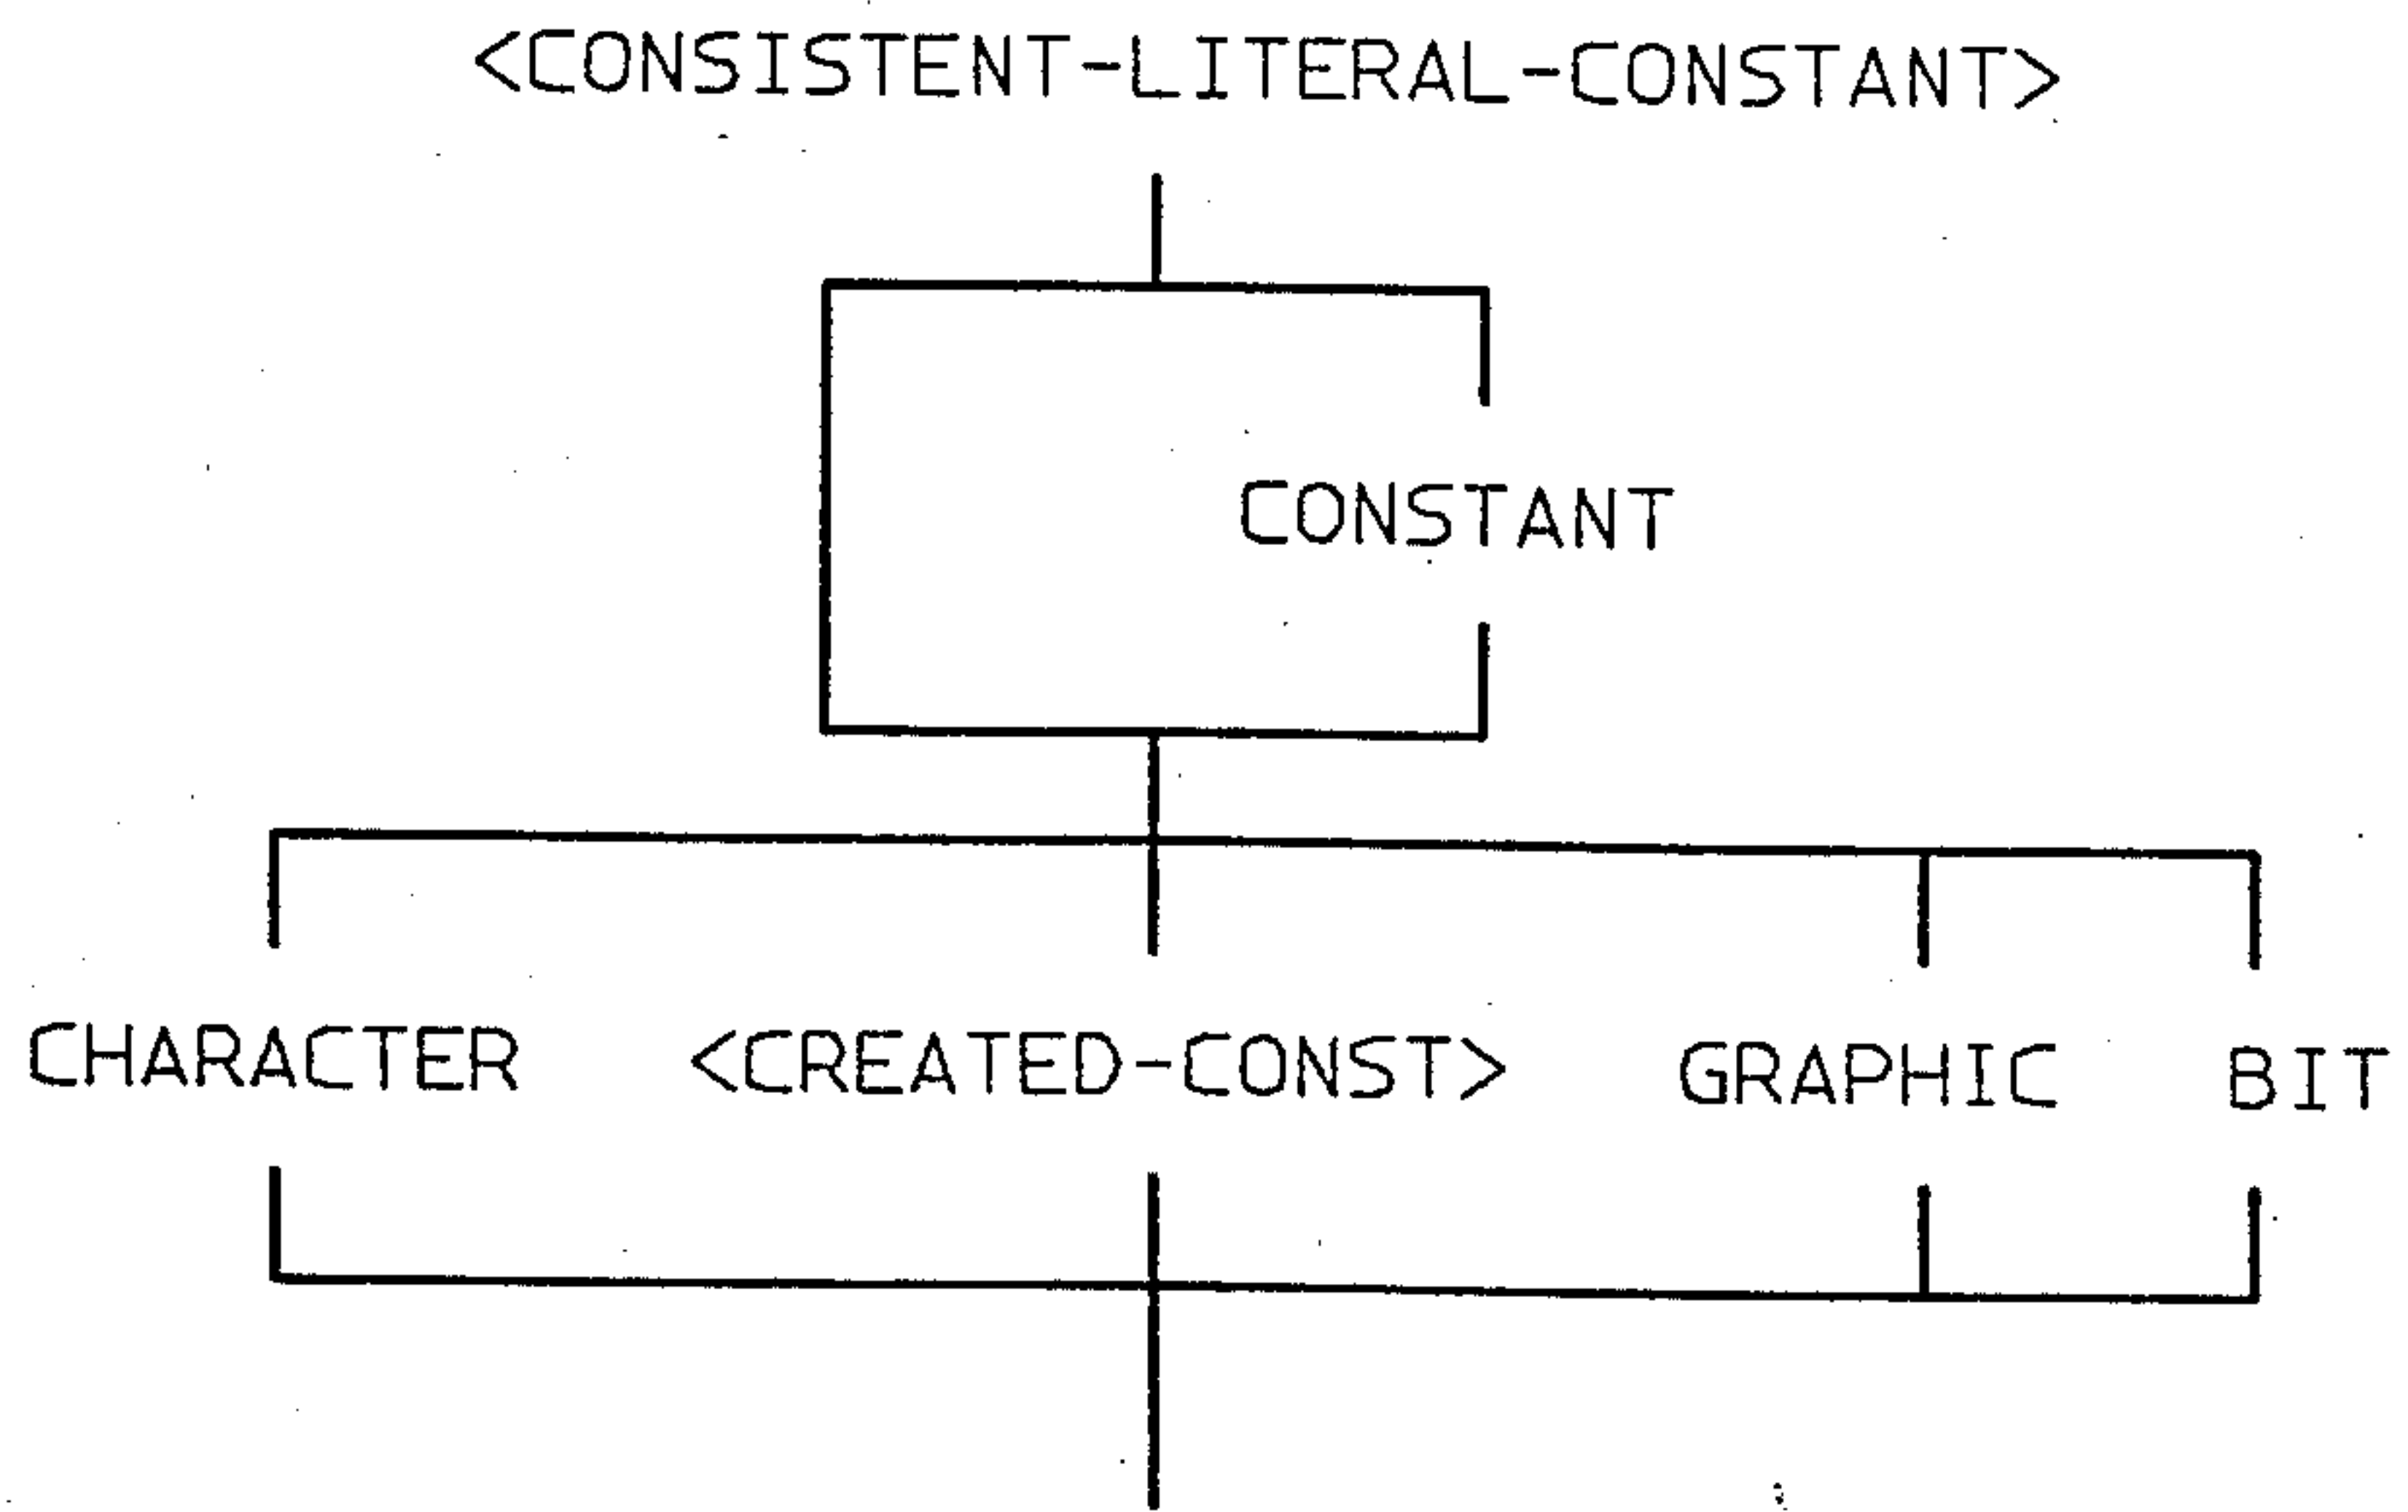 <CONSISTENT-LITERAL-CONSTANT>
CONSTANT
CHARACTER <CREATED-CONST> GRAPHIC BIT